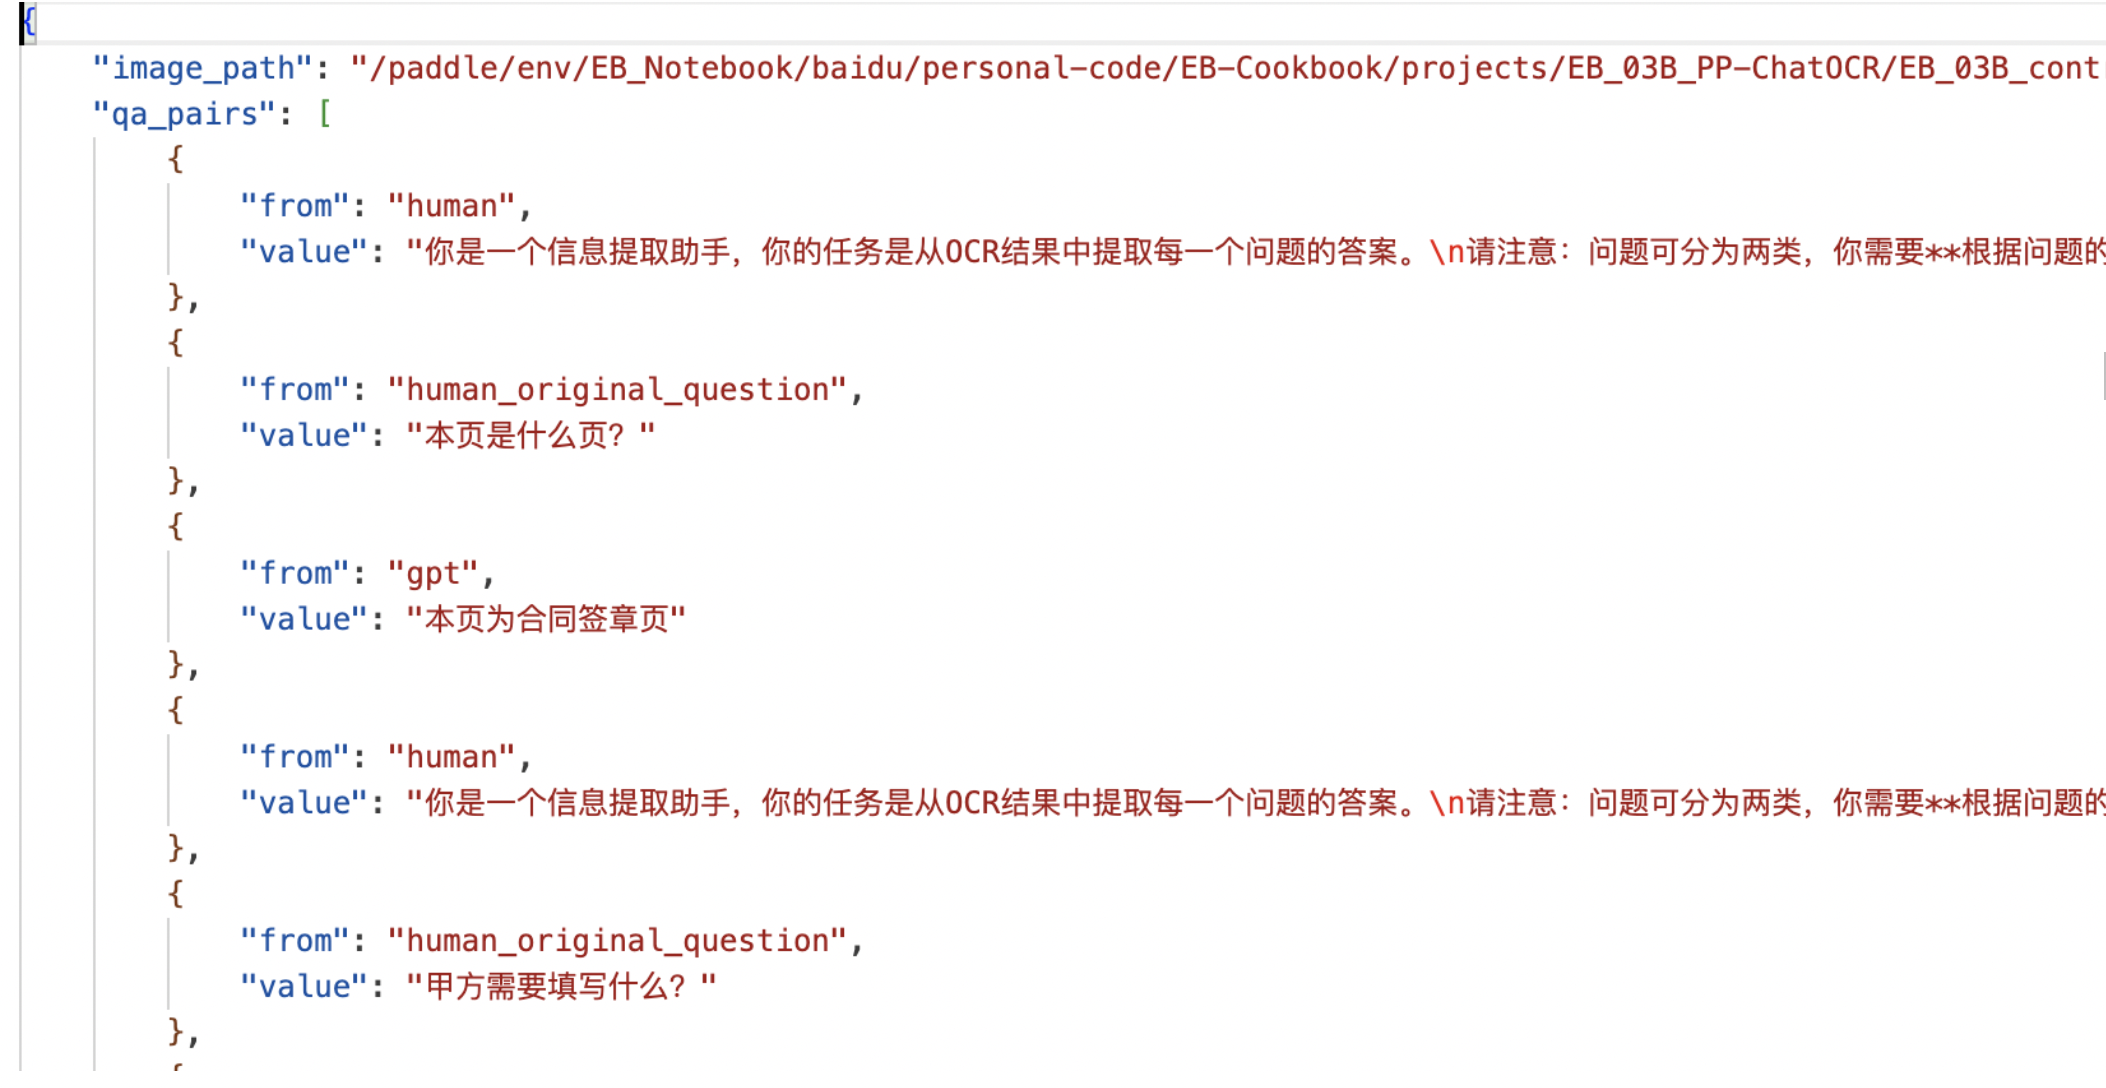 {
"image_path": "/paddle/env/EB_Notebook/baidu/personal-code/EB-Cookbook/projects/EB_03B_PP-ChatOCR/EB_03B_cont
"qa_pairs": [
{
"from": "human",
"value": "你是一个信息提取助手，你的任务是从OCR结果中提取每一个问题的答案。\n请注意：问题可分为两类，你需要**根据问题的
},
{
"from": "human_original_question",
"value": "本页是什么页？"
},
{
"from": "gpt",
"value": "本页为合同签章页"
},
{
"from": "human",
"value": "你是一个信息提取助手，你的任务是从OCR结果中提取每一个问题的答案。\n请注意：问题可分为两类，你需要**根据问题的
},
{
"from": "human_original_question",
"value": "甲方需要填写什么？"
},
{